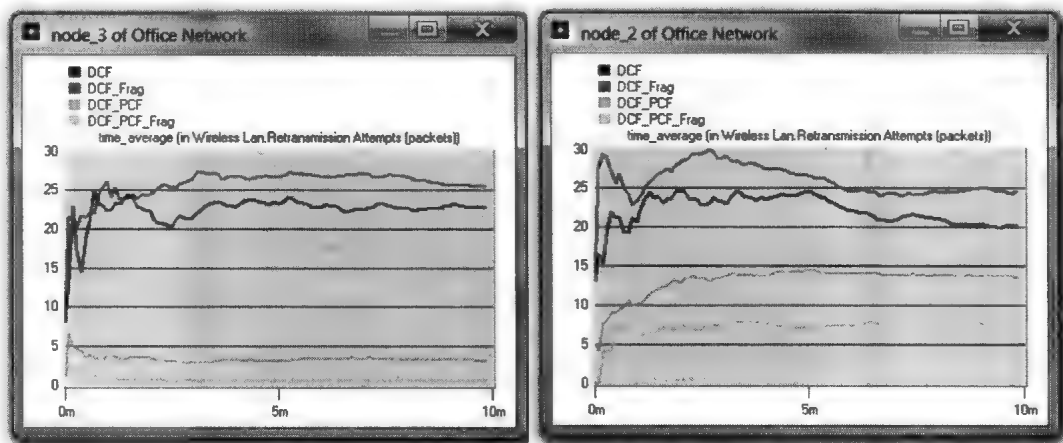 node_3 of Office Network
DCF
DCF_Frag
DCF_PCF
DCF_PCF_Frag
time_average (in Wireless Lan.Retransmission Attempts (packets))
30
25
20
15
10
5
0
0m 5m 10m
node_2 of Office Network
DCF
DCF_Frag
DCF_PCF
DCF_PCF_Frag
time_average (in Wireless Lan.Retransmission Attempts (packets))
30
25
20
15
10
5
0
0m 5m 10m